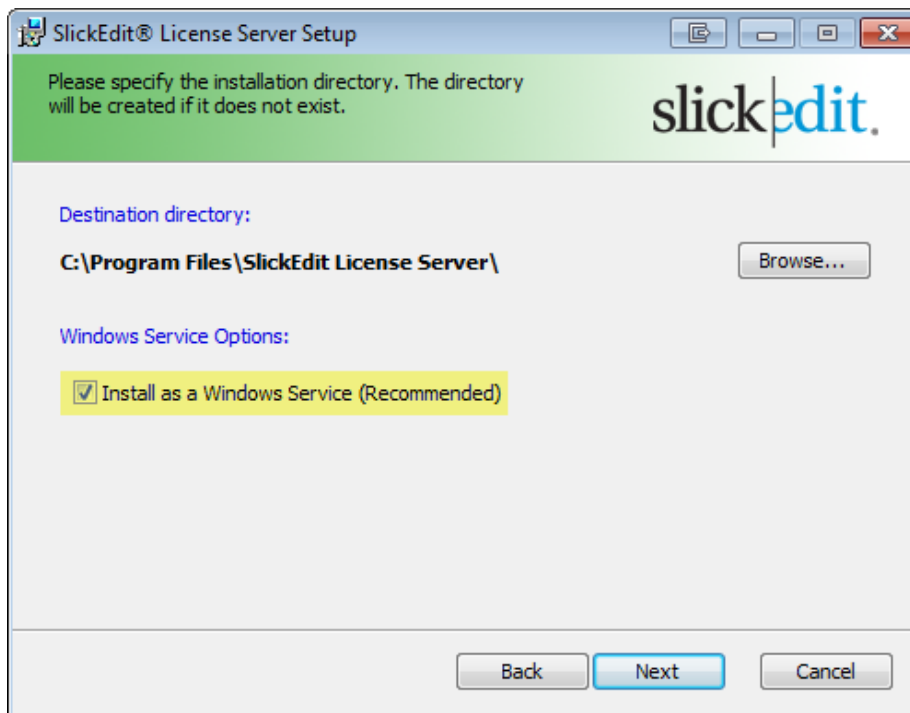 SlickEdit® License Server Setup
Please specify the installation directory. The directory
will be created if it does not exist.
slickedit.
Destination directory:
C:\Program Files\SlickEdit License Server\
Browse...
Windows Service Options:
Install as a Windows Service (Recommended)
Back
Next
Cancel